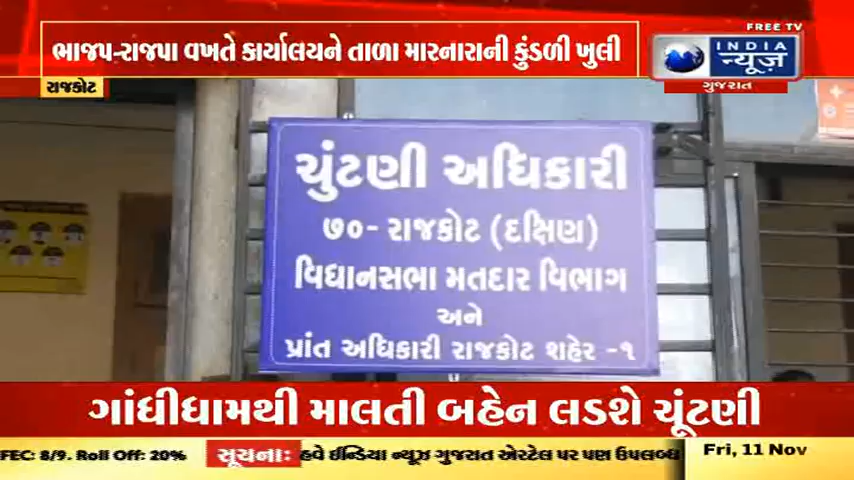 FREE TV
ભાજપ-રાજપા વખતે કાર્યાલયને તાળા મારનારાની કુંડળી ખુલી
INDIA
ન્યૂઝ
ગુજરાત
રાજકોટ
ચુંટણી અધિકારી
૭૦- રાજકોટ (દક્ષિણ)
વિધાનસભા મતદાર વિભાગ
અને
પ્રાંત અધિકારી રાજકોટ શહેર -૧
ગાંધીધામથી માલતી બહેન લડશે ચૂંટણી
FEC: 8/9. Roll Off: 20%
સૂચનાઃ હવે ઈન્ડિયા ન્યૂઝ ગુજરાત એરટેલ પર પણ ઉપલબ્ધ
Fri, 11 Nov